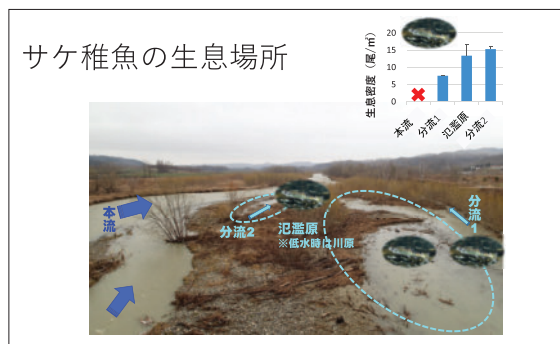 サケ稚魚の生息場所
生息密度（尾/㎡）
20
15
10
5
0
本流
分流1
氾濫原
分流2
本流
分流2
氾濫原
※低水時は川原
分流1